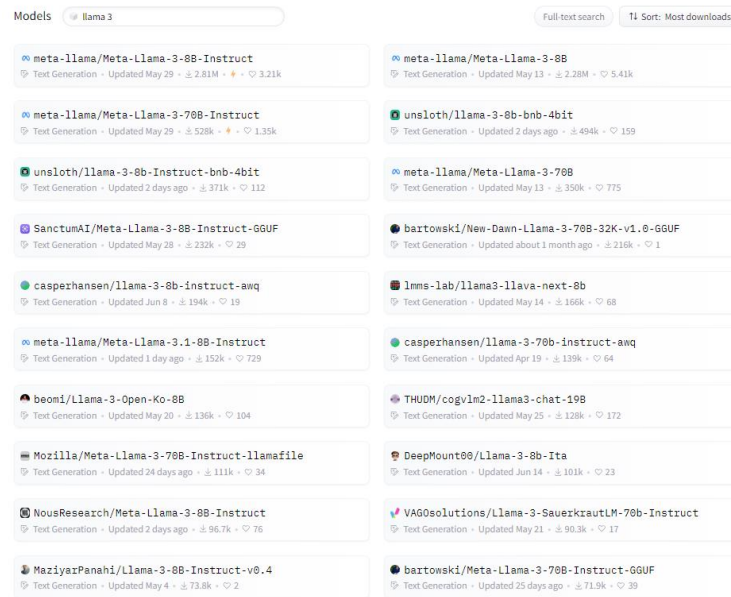 Models llama 3 Full-text search Sort: Most downloads
meta-llama/Meta-Llama-3-8B-Instruct
Text Generation • Updated May 29 • 2.81M • 3.21k
meta-llama/Meta-Llama-3-8B
Text Generation • Updated May 13 • 2.28M • 5.41k
meta-llama/Meta-Llama-3-70B-Instruct
Text Generation • Updated May 29 • 528k • 1.35k
unsloth/llama-3-8b-bnb-4bit
Text Generation • Updated 2 days ago • 494k • 159
unsloth/llama-3-8b-Instruct-bnb-4bit
Text Generation • Updated 2 days ago • 371k • 112
meta-llama/Meta-Llama-3-70B
Text Generation • Updated May 13 • 350k • 775
SanctumAI/Meta-Llama-3-8B-Instruct-GGUF
Text Generation • Updated May 28 • 232k • 29
bartowski/New-Dawn-Llama-3-70B-32K-v1.0-GGUF
Text Generation • Updated about 1 month ago • 216k • 1
casperhansen/llama-3-8b-instruct-awq
Text Generation • Updated Jun 8 • 194k • 19
lmms-lab/llama3-llava-next-8b
Text Generation • Updated May 14 • 166k • 68
meta-llama/Meta-Llama-3.1-8B-Instruct
Text Generation • Updated 1 day ago • 152k • 729
casperhansen/llama-3-70b-instruct-awq
Text Generation • Updated Apr 19 • 139k • 64
beomi/Llama-3-Open-Ko-8B
Text Generation • Updated May 20 • 136k • 104
THUDM/cogvlm2-llama3-chat-19B
Text Generation • Updated May 25 • 128k • 172
Mozilla/Meta-Llama-3-70B-Instruct-llamafile
Text Generation • Updated 24 days ago • 111k • 34
DeepMount00/Llama-3-8b-Ita
Text Generation • Updated Jun 14 • 101k • 23
NousResearch/Meta-Llama-3-8B-Instruct
Text Generation • Updated 2 days ago • 96.7k • 76
VAGOsolutions/Llama-3-SauerkrautLM-70b-Instruct
Text Generation • Updated May 21 • 90.3k • 17
MaziyarPanahi/Llama-3-8B-Instruct-v0.4
Text Generation • Updated May 4 • 73.8k • 2
bartowski/Meta-Llama-3-70B-Instruct-GGUF
Text Generation • Updated 25 days ago • 71.9k • 39